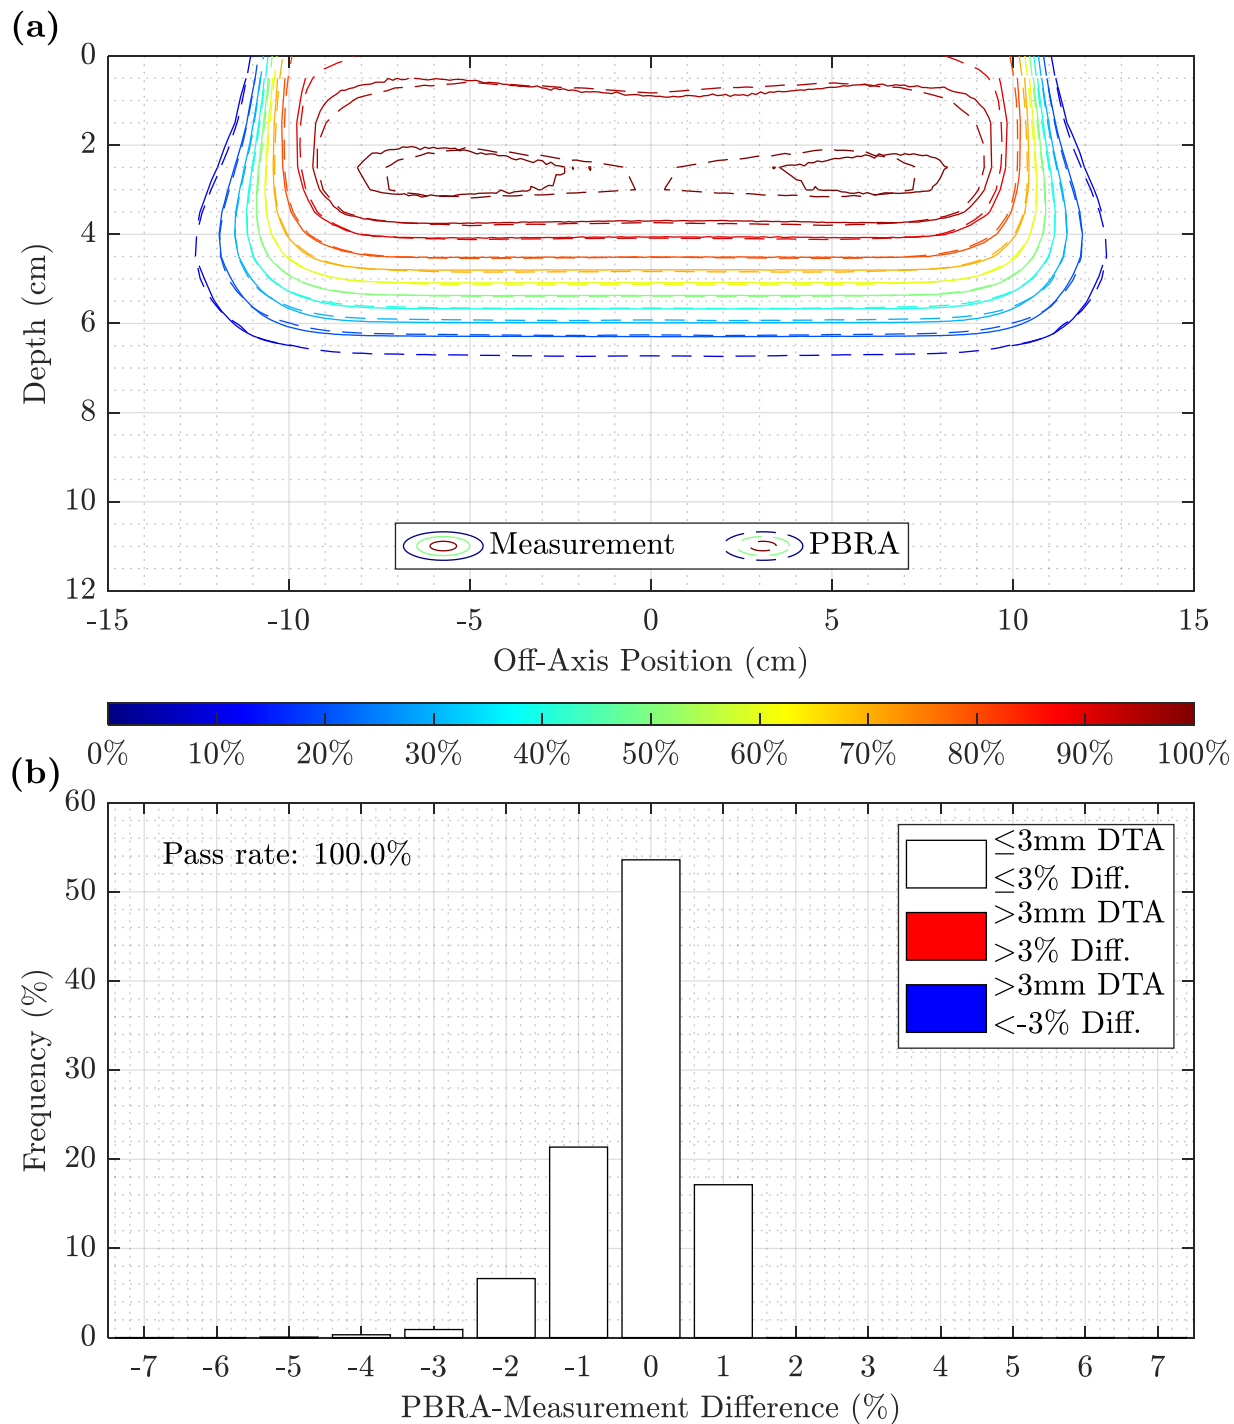 (a)
0
2
4
6
8
10
12
Depth (cm)
Measurement PBRA
-15 -10 -5 0 5 10 15
Off-Axis Position (cm)
0% 10% 20% 30% 40% 50% 60% 70% 80% 90% 100%
(b)
60
50
40
30
20
10
0
Frequency (%)
Pass rate: 100.0%
≤3mm DTA
≤3% Diff.
>3mm DTA
>3% Diff.
>3mm DTA
<-3% Diff.
-7 -6 -5 -4 -3 -2 -1 0 1 2 3 4 5 6 7
PBRA-Measurement Difference (%)